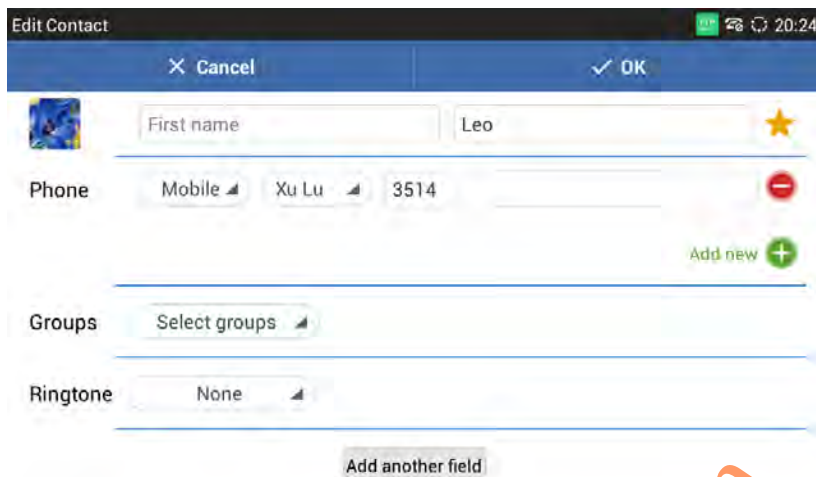 Edit Contact 20:24
Cancel OK
First name Leo
Phone Mobile Xu Lu 3514
Add new
Groups Select groups
Ringtone None
Add another field